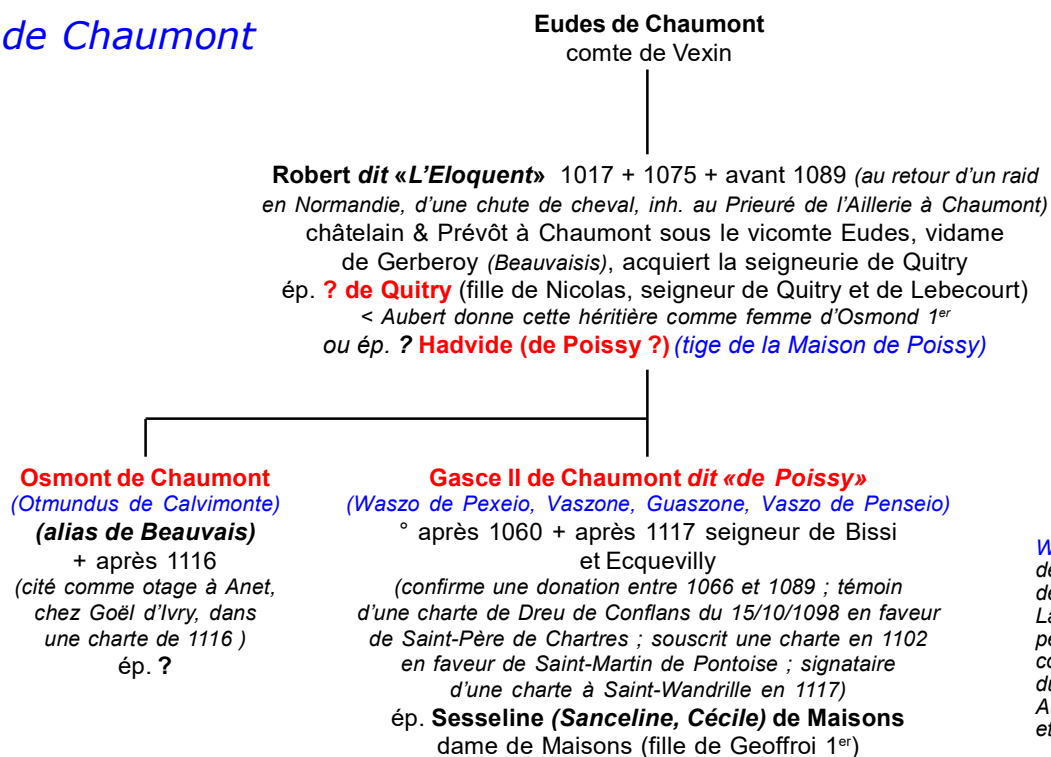 de Chaumont
Eudes de Chaumont
comte de Vexin
Robert dit «L'Eloquent» 1017 + 1075 + avant 1089 (au retour d'un raid
en Normandie, d'une chute de cheval, inh. au Prieuré de l'Aillerie à Chaumont)
châtelain & Prévôt à Chaumont sous le vicomte Eudes, vidame
de Gerberoy (Beauvaisis), acquiert la seigneurie de Quitry
ép. ? de Quitry (fille de Nicolas, seigneur de Quitry et de Lebecourt)
< Aubert donne cette héritière comme femme d'Osmond 1er
ou ép. ? Hadvide (de Poissy ?) (tige de la Maison de Poissy)
Osmont de Chaumont
(Otmundus de Calvimonte)
(alias de Beauvais)
+ après 1116
(cité comme otage à Anet,
chez Goël d'Ivry, dans
une charte de 1116 )
ép. ?
Gasce II de Chaumont dit «de Poissy»
(Waszo de Pexeio, Vaszone, Guaszone, Vaszo de Penseio)
° après 1060 + après 1117 seigneur de Bissi
et Ecquevilly
(confirme une donation entre 1066 et 1089 ; témoin
d'une charte de Dreu de Conflans du 15/10/1098 en faveur
de Saint-Père de Chartres ; souscrit une charte en 1102
en faveur de Saint-Martin de Pontoise ; signataire
d'une charte à Saint-Wandrille en 1117)
ép. Sesseline (Sanceline, Cécile) de Maisons
dame de Maisons (fille de Geoffroi 1er)